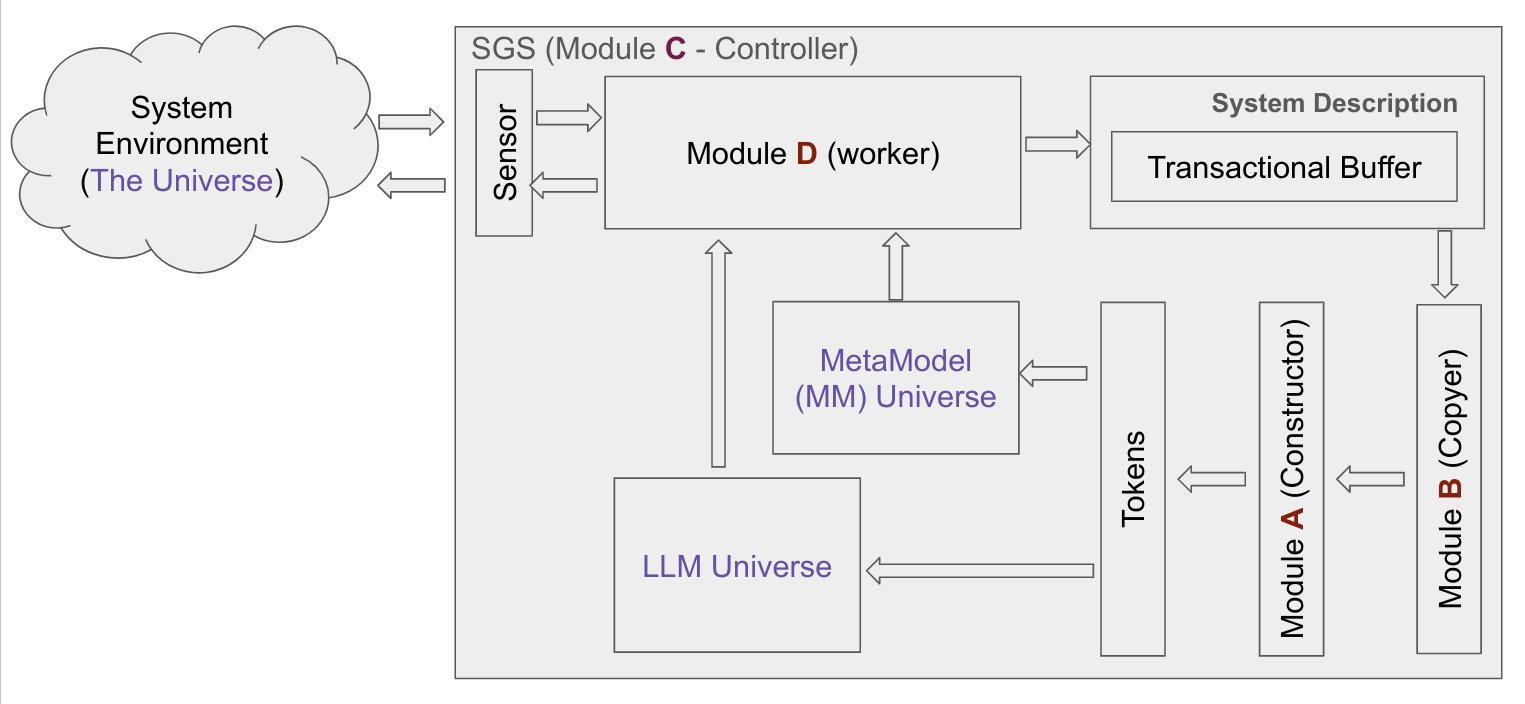 SGS (Module C - Controller)
System
Environment
(The Universe)
Sensor
Module D (worker)
System Description
Transactional Buffer
MetaModel
(MM) Universe
LLM Universe
Tokens
Module A (Constructor)
Module B (Copyer)